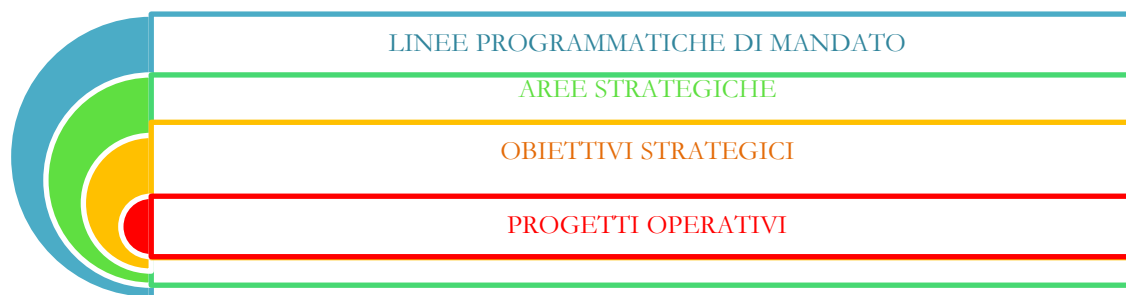 LINEE PROGRAMMATICHE DI MANDATO
AREE STRATEGICHE
OBIETTIVI STRATEGICI
PROGETTI OPERATIVI